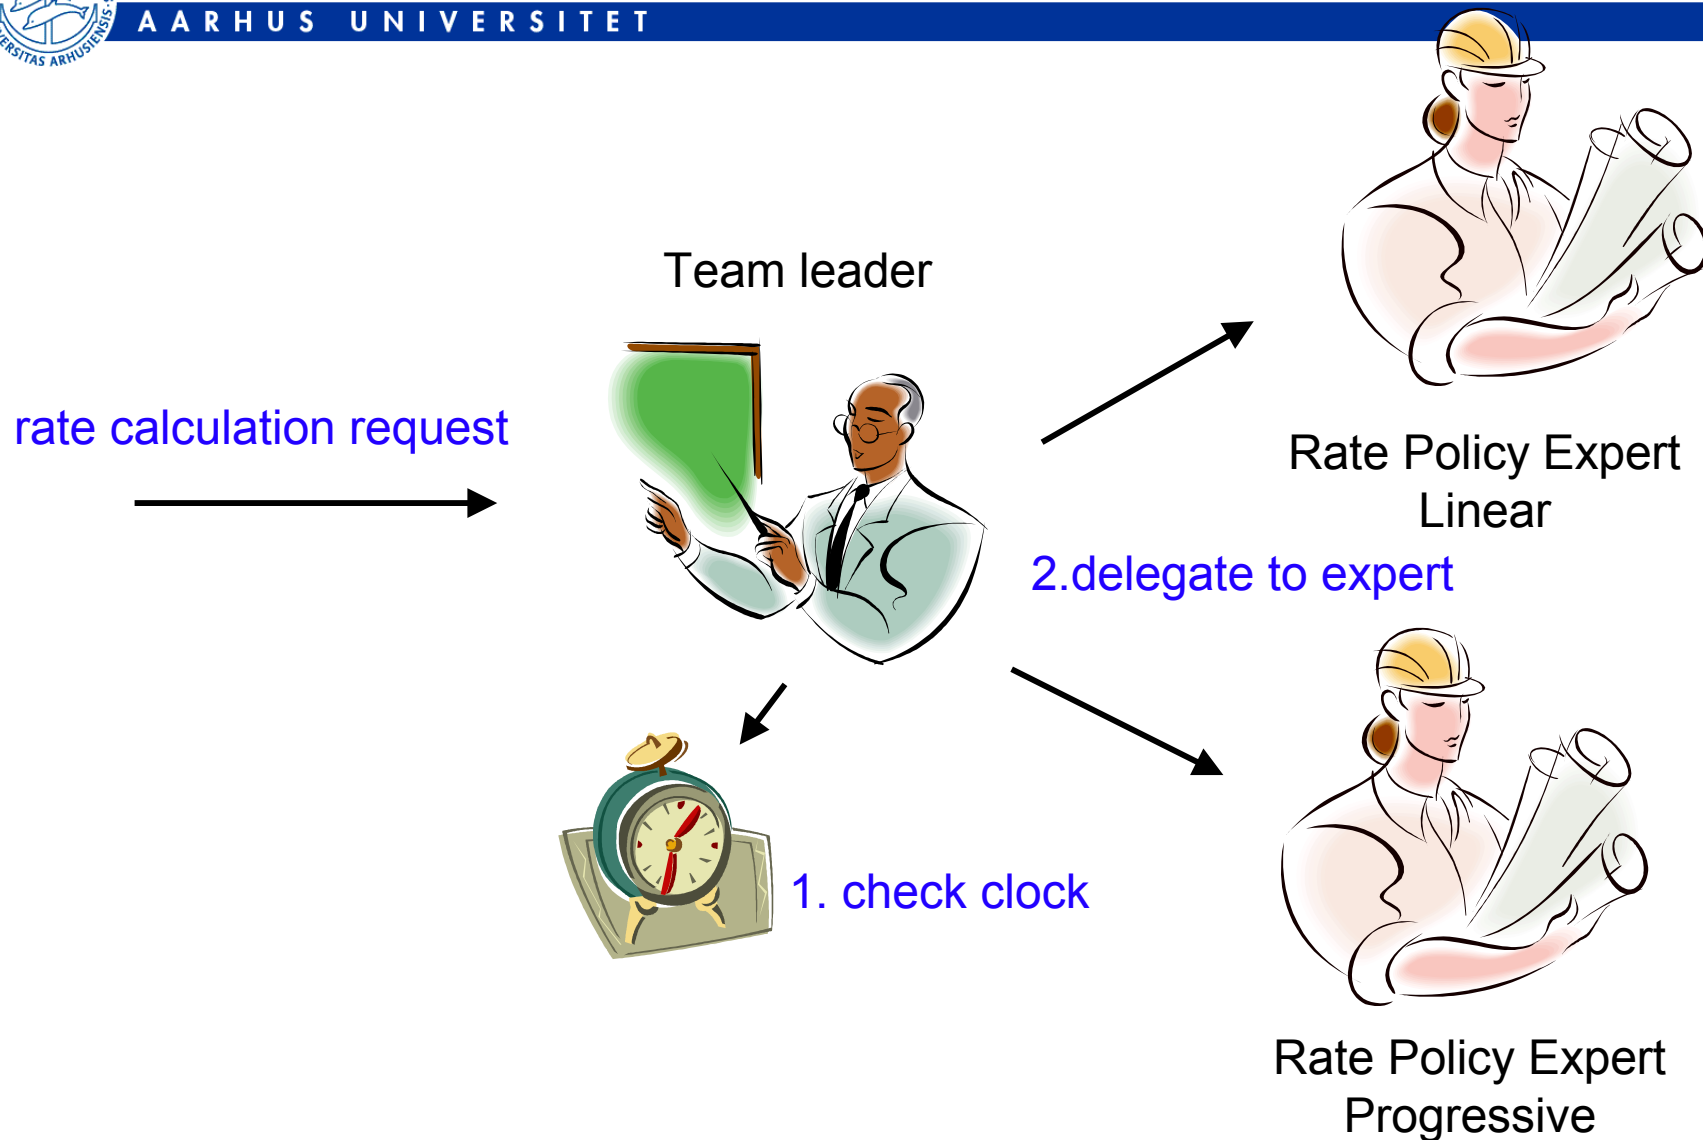 AARHUS UNIVERSITET
Team leader
rate calculation request
Rate Policy Expert
Linear
2.delegate to expert
1. check clock
Rate Policy Expert
Progressive